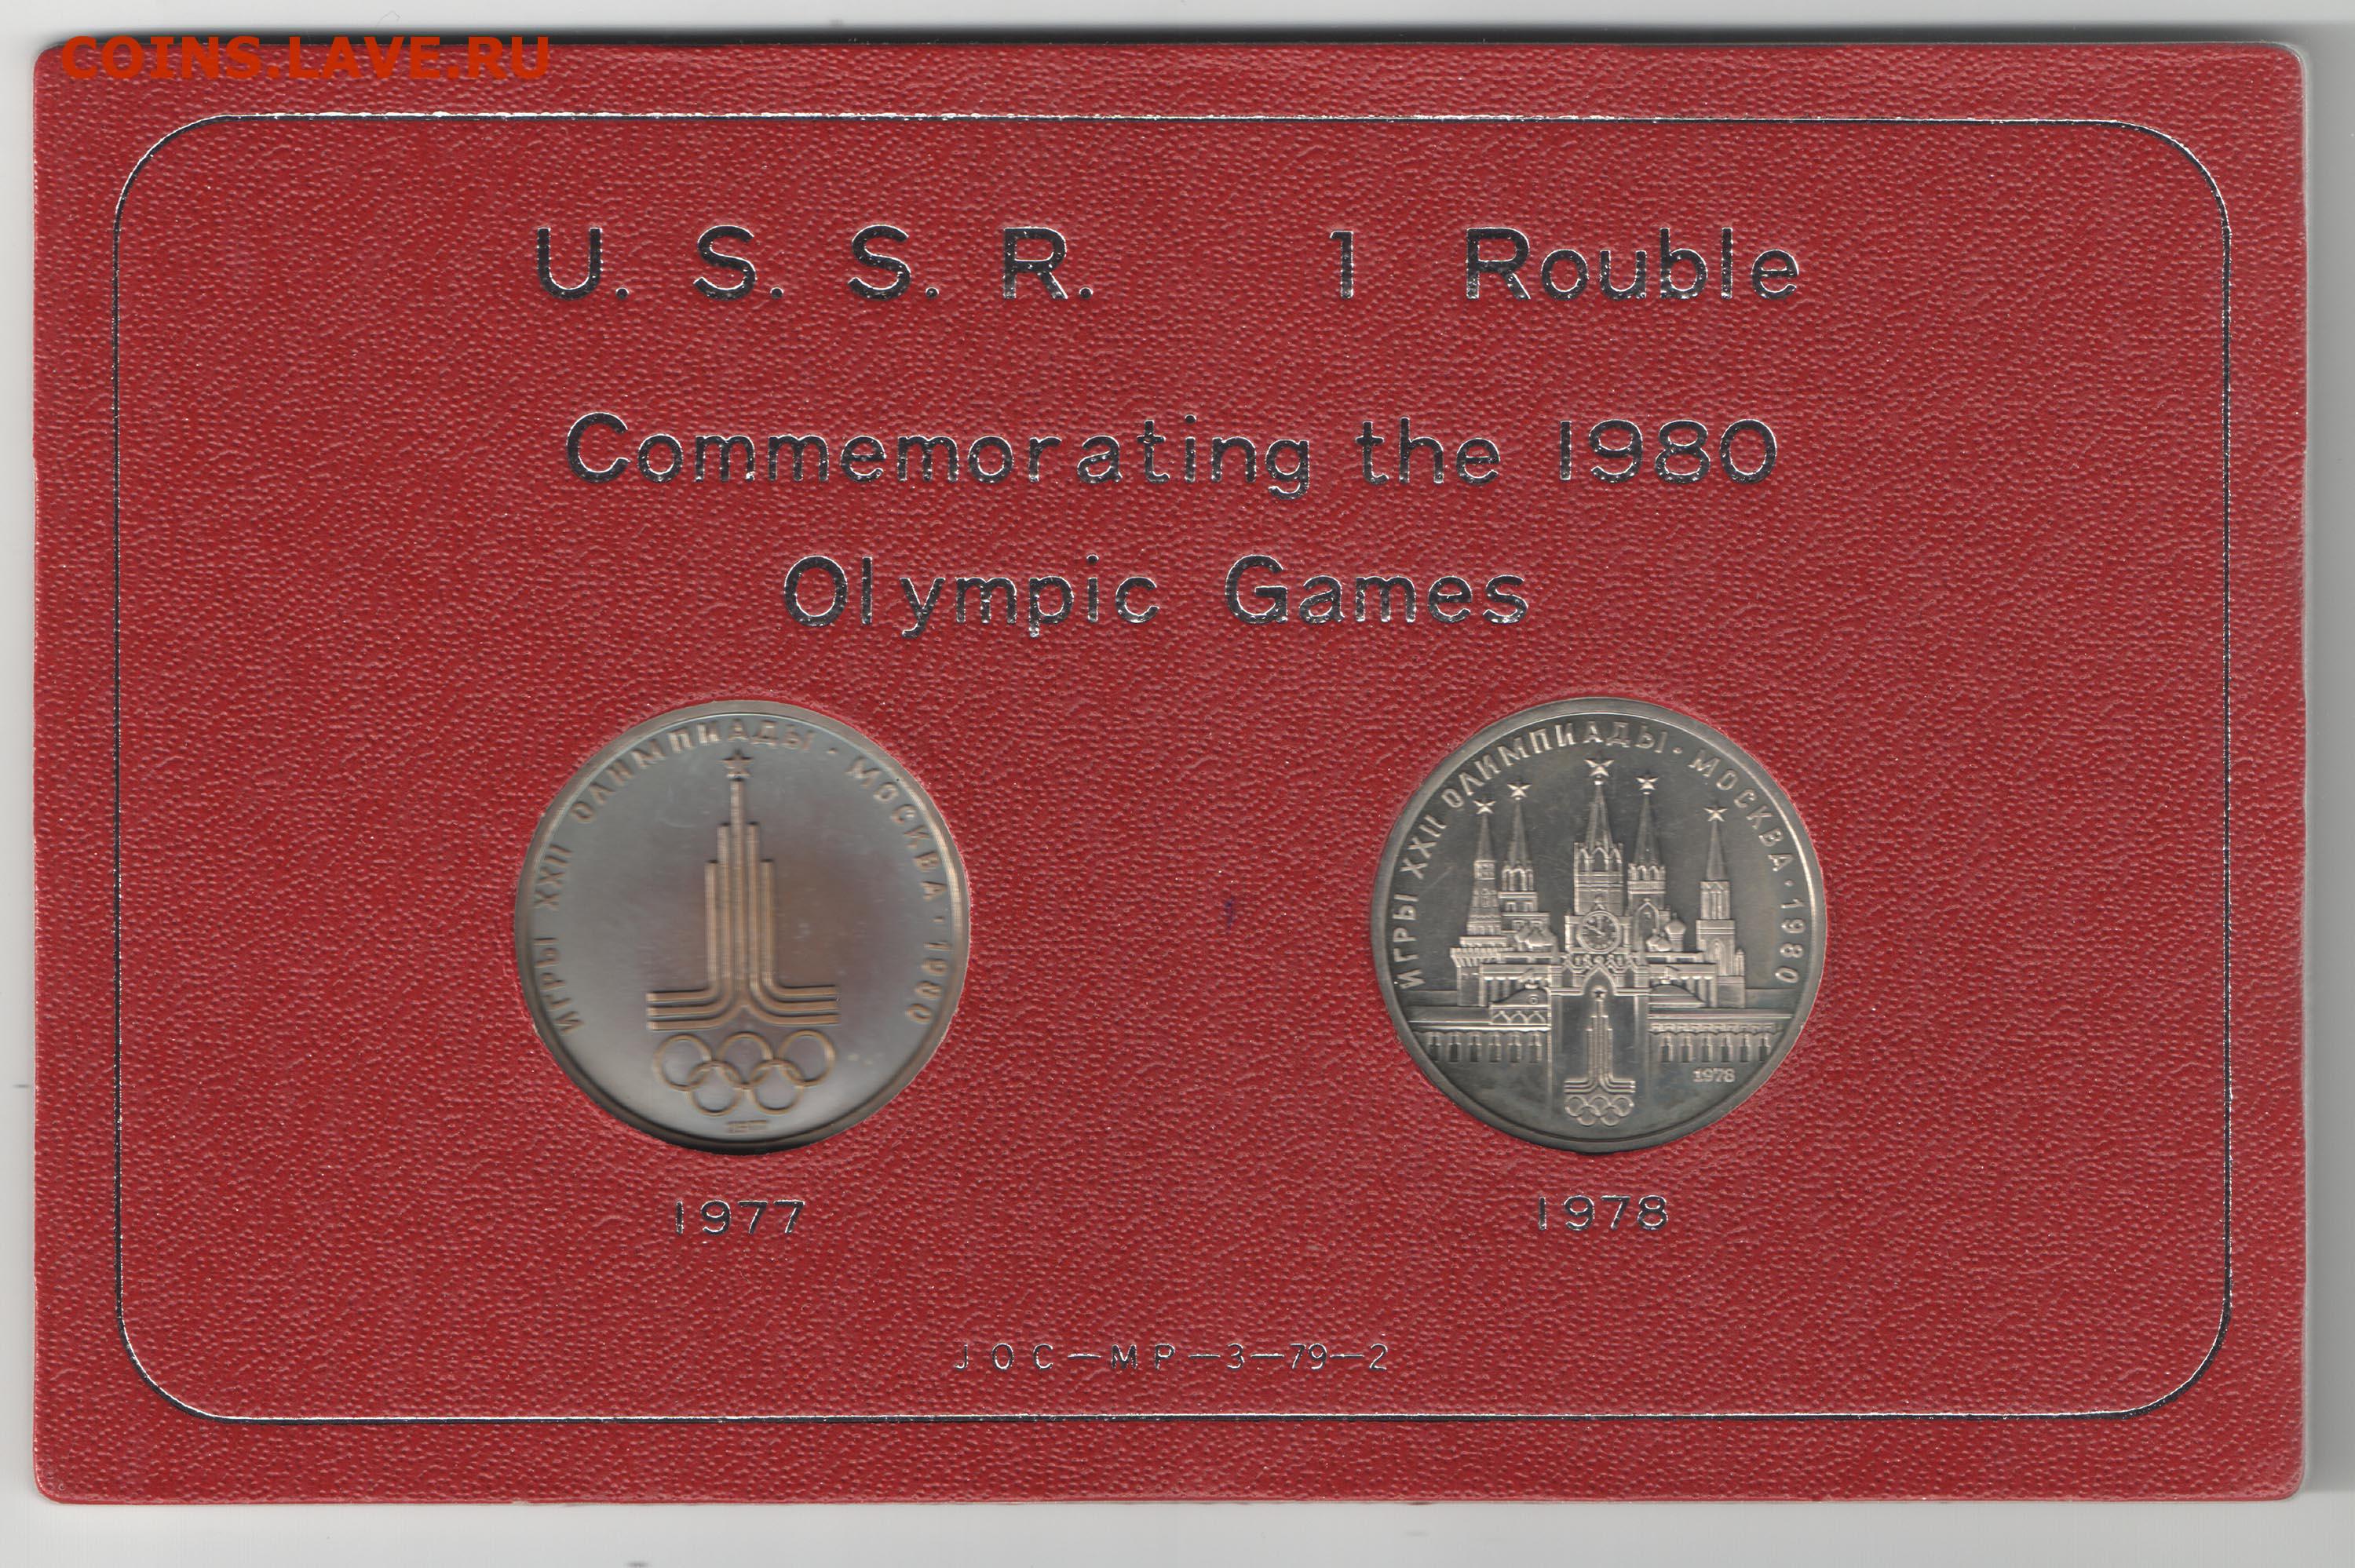 COINS.LAVE.RU
U. S. S. R. 1 Rouble
Commemorating the 1980
Olympic Games
ИГРЫ XXII ОЛИМПИАДЫ · МОСКВА · 1980
1977
ИГРЫ XXII ОЛИМПИАДЫ · МОСКВА · 1980
1978
1977
1978
JOC-MP-3-79-2